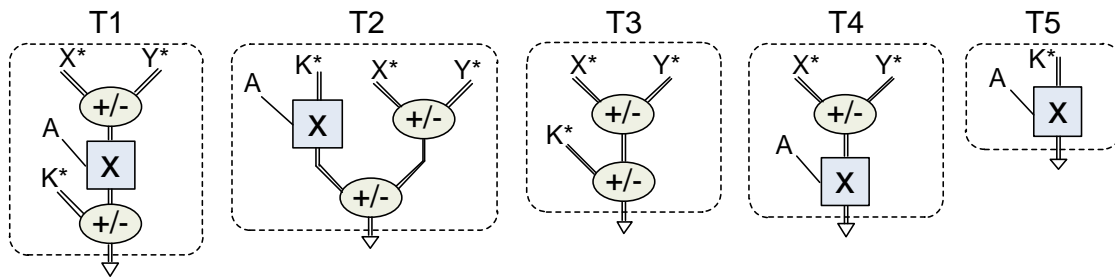 T1 T2 T3 T4 T5
X* Y*
+/-
A
X
K*
+/-
K*
A
X
X* Y*
+/-
+/-
X* Y*
+/-
K*
+/-
X* Y*
+/-
A
X
K*
A
X